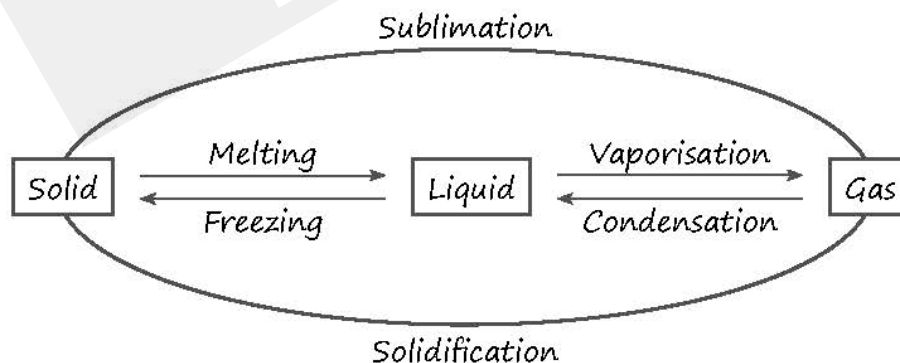 Sublimation
Melting
Vaporisation
Solid
Liquid
Gas
Freezing
Condensation
Solidification